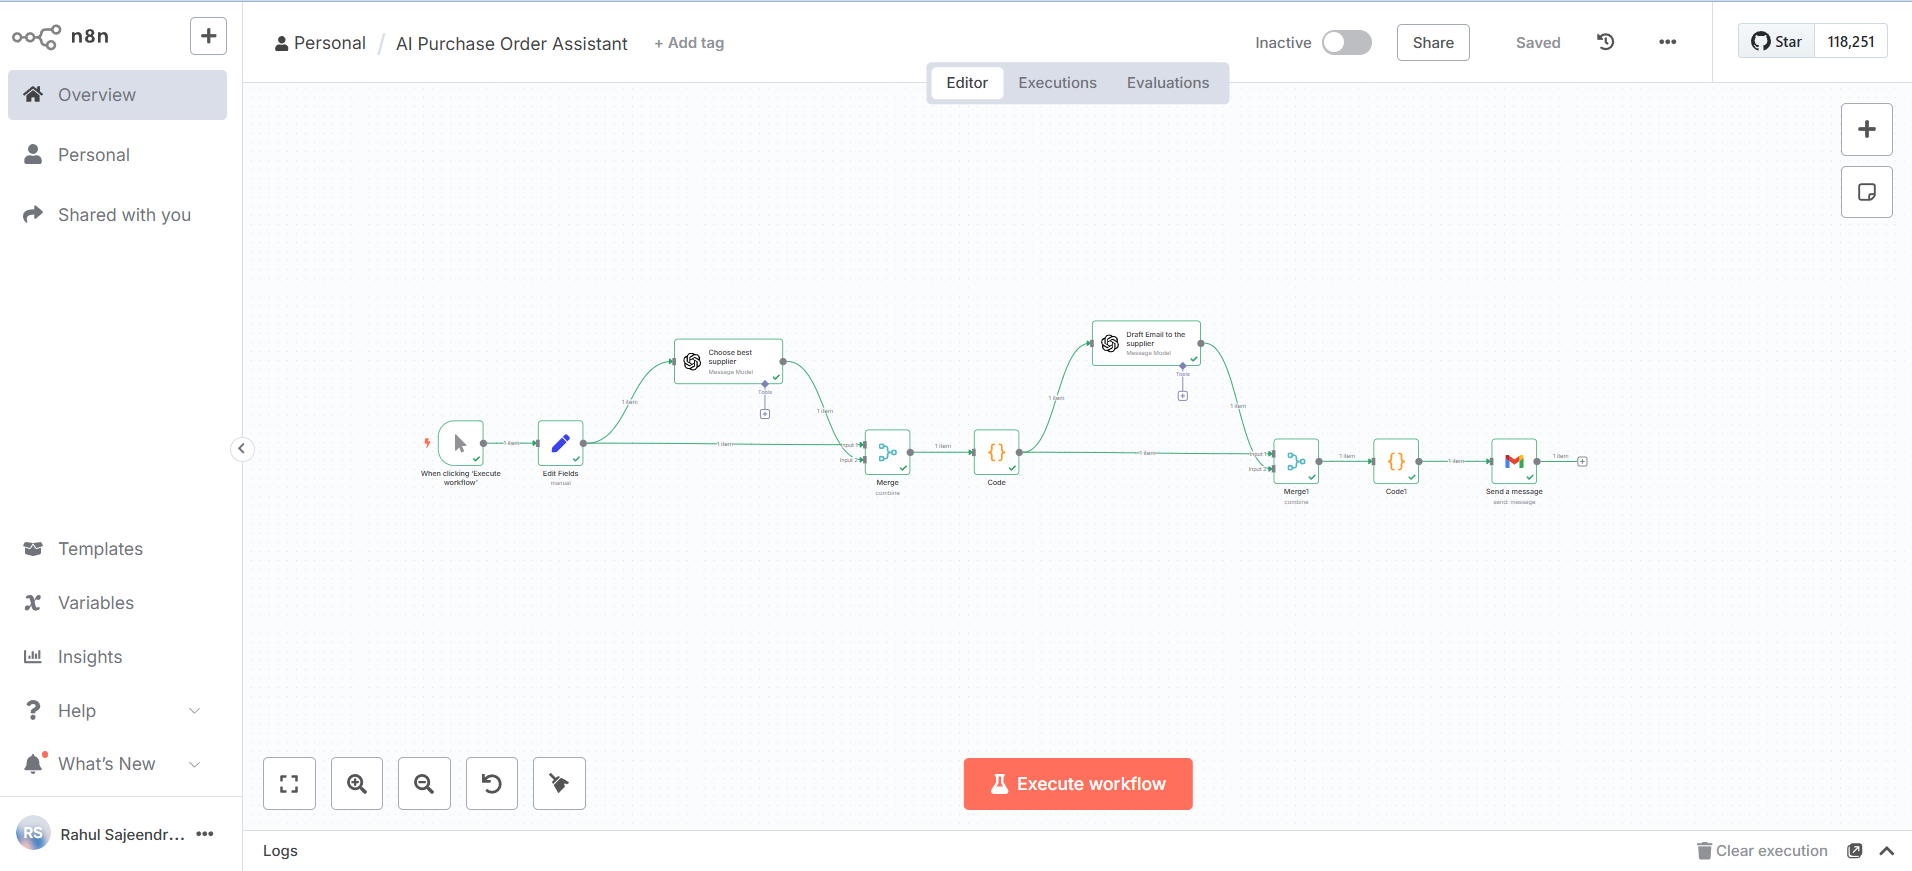 n8n
Personal / AI Purchase Order Assistant + Add tag
Inactive
Share
Saved
Star 118,251
Editor Executions Evaluations
Overview
Personal
Shared with you
Templates
Variables
Insights
Help
What's New
RS Rahul Sajeendr...
When clicking 'Execute
workflow'
1 item
Edit Fields
manual
1 item
Choose best
supplier
Message Model
Tools
1 item
1 item
Input 1
Input 2
Merge
combine
1 item
Code
1 item
Draft Email to the
supplier
Message Model
Tools
1 item
1 item
Input 1
Input 2
Merge1
combine
1 item
Code1
1 item
Send a message
send: message
1 item
Execute workflow
Logs
Clear execution